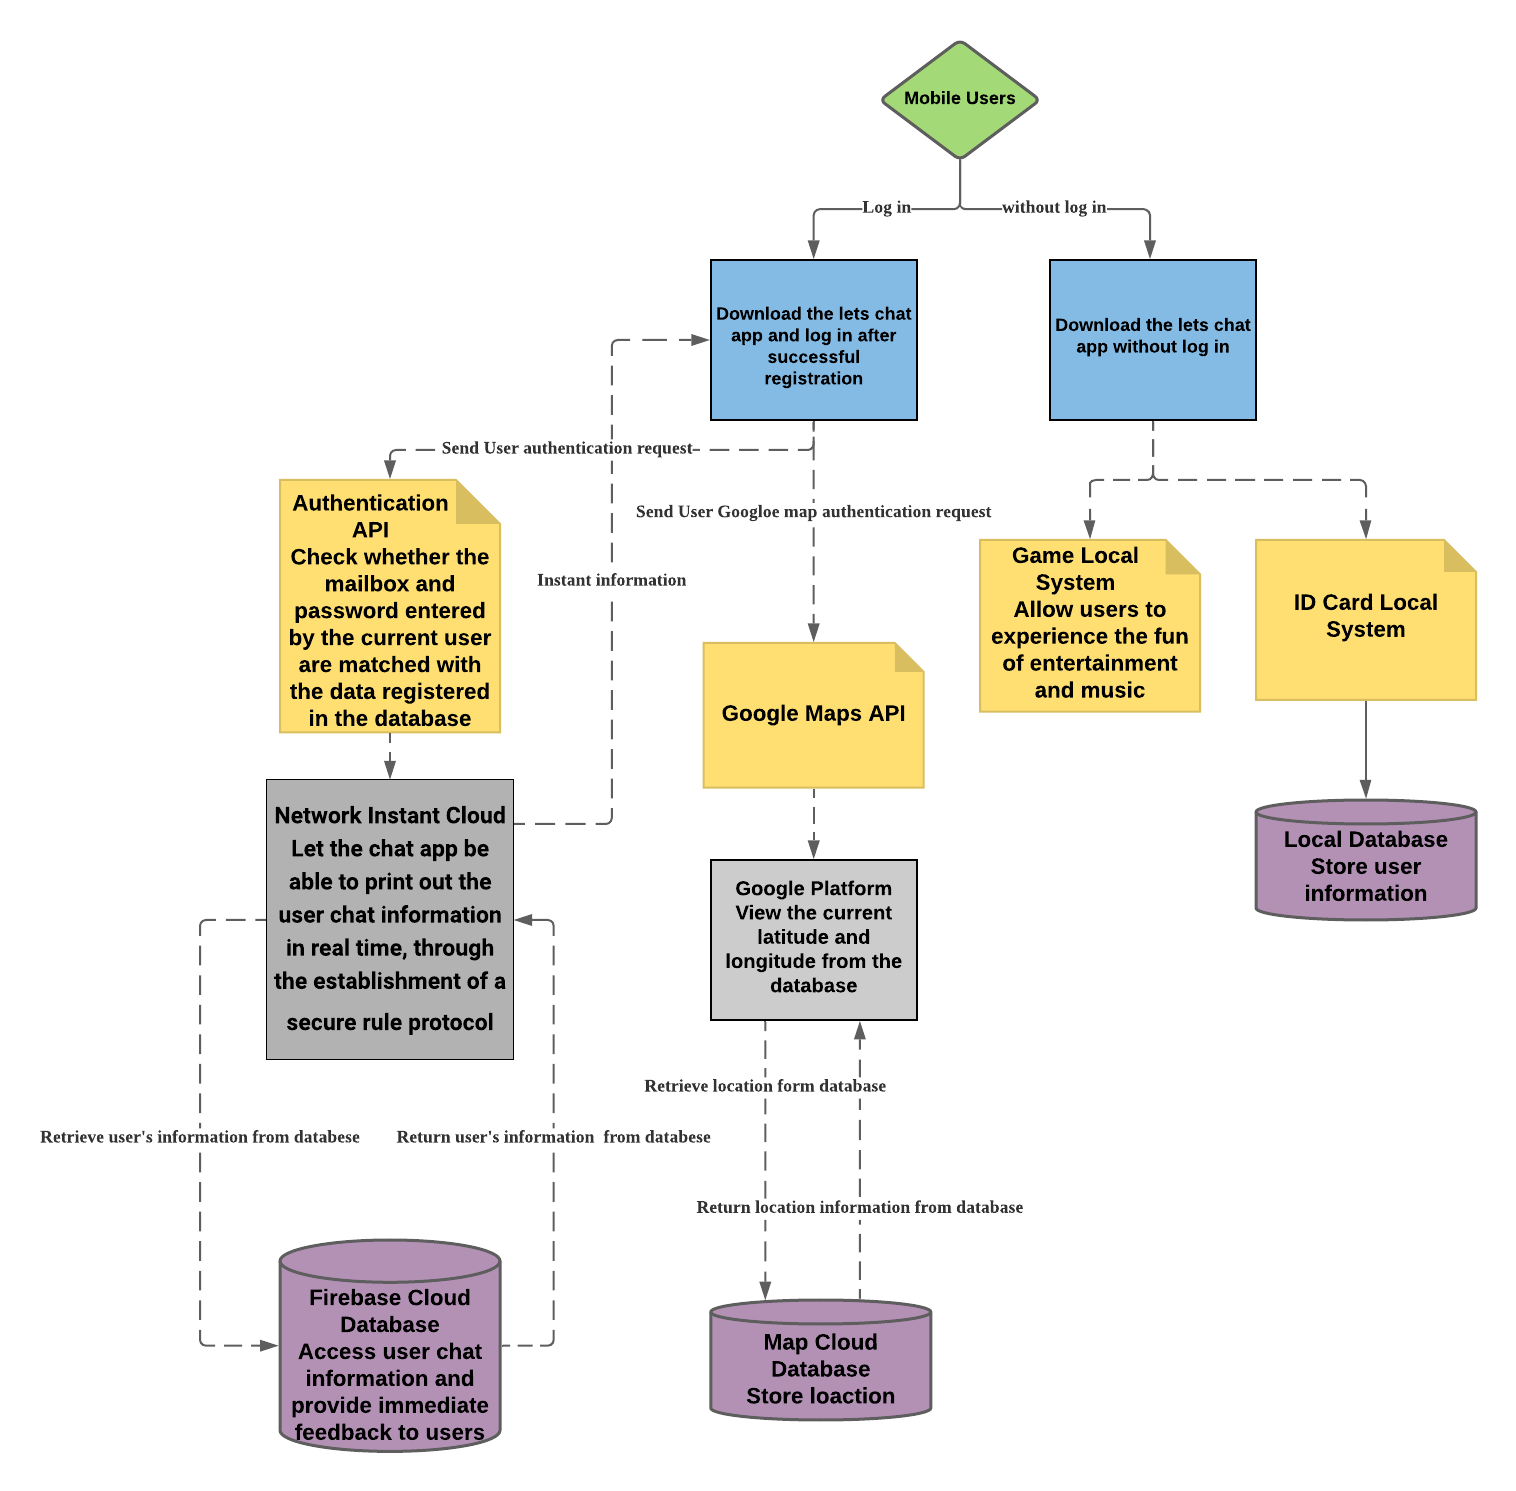 Mobile Users
Log in
without log in
Download the lets chat
app and log in after
successful
registration
Download the lets chat
app without log in
Send User authentication request
Send User Googloe map authentication request
Authentication
API
Check whether the
mailbox and
password entered
by the current user
are matched with
the data registered
in the database
Instant information
Game Local
System
Allow users to
experience the fun
of entertainment
and music
ID Card Local
System
Google Maps API
Network Instant Cloud
Let the chat app be
able to print out the
user chat information
in real time, through
the establishment of a
secure rule protocol
Google Platform
View the current
latitude and
longitude from the
database
Local Database
Store user
information
Retrieve location form database
Retrieve user's information from databese
Return user's information  from databese
Return location information from database
Firebase Cloud
Database
Access user chat
information and
provide immediate
feedback to users
Map Cloud
Database
Store loaction